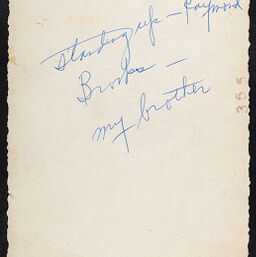 Standing up - Raymond
Brooks -
my brother